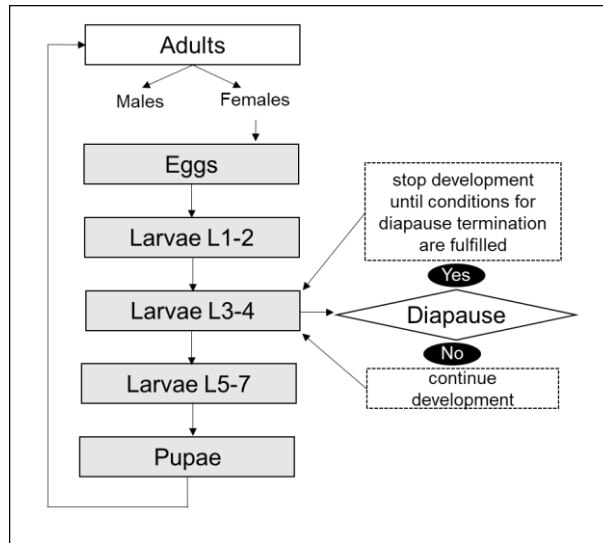 Adults
Males
Females
Eggs
Larvae L1-2
Larvae L3-4
Larvae L5-7
Pupae
stop development
until conditions for
diapause termination
are fulfilled
Yes
Diapause
No
continue
development